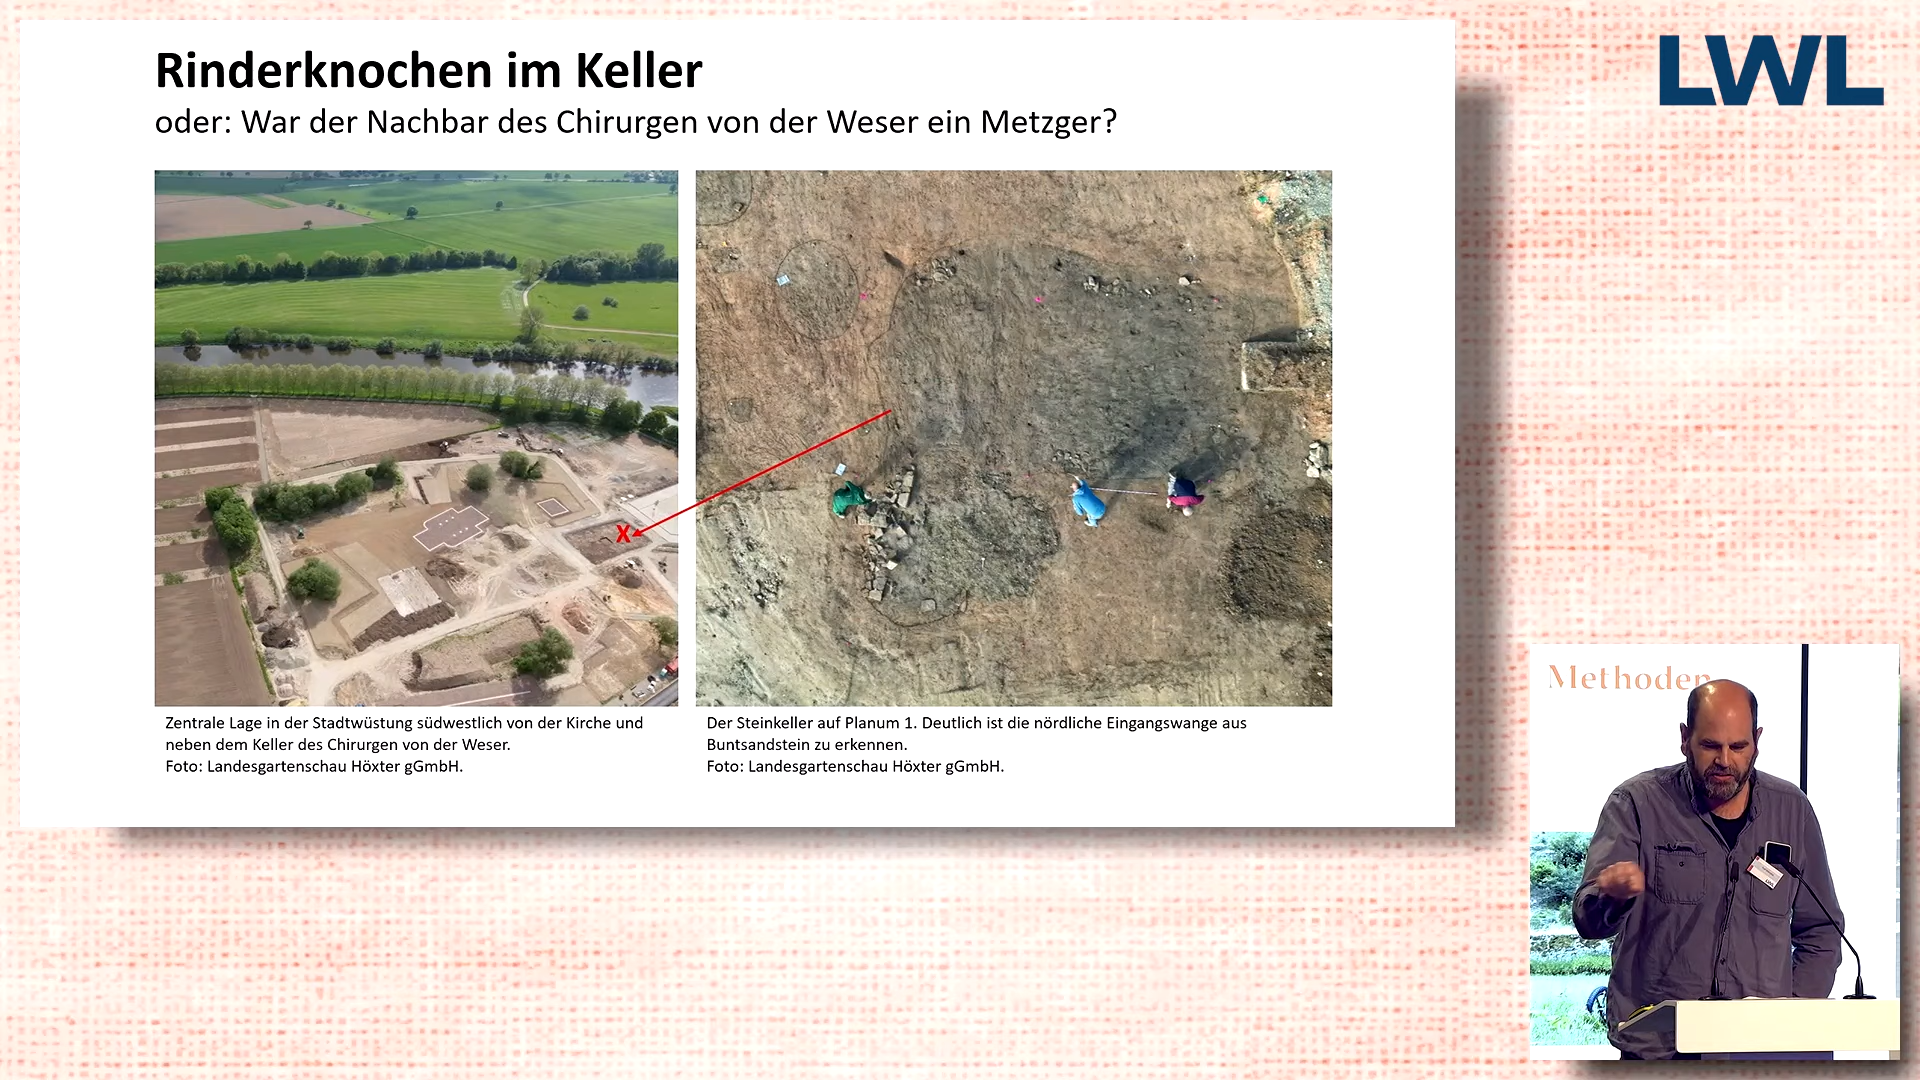 Rinderknochen im Keller
oder: War der Nachbar des Chirurgen von der Weser ein Metzger?
LWL
X
Zentrale Lage in der Stadtwüstung südwestlich von der Kirche und
neben dem Keller des Chirurgen von der Weser.
Foto: Landesgartenschau Höxter gGmbH.
Der Steinkeller auf Planum 1. Deutlich ist die nördliche Eingangswange aus
Buntsandstein zu erkennen.
Foto: Landesgartenschau Höxter gGmbH.
Methoden